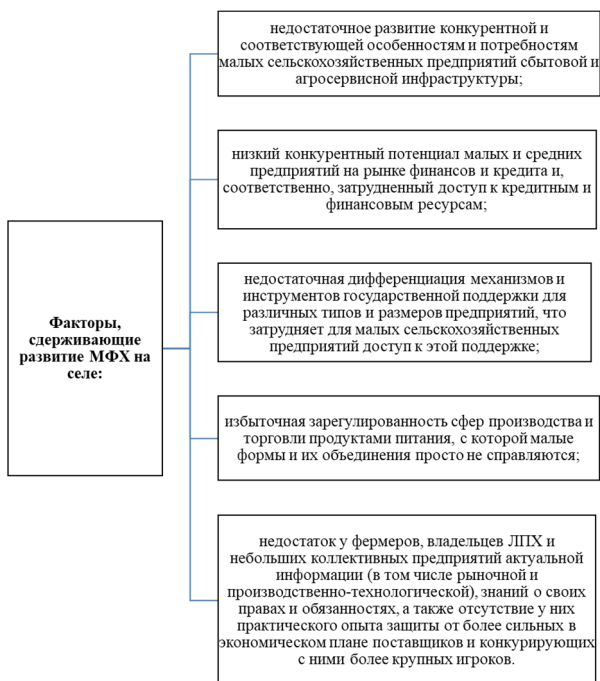 Факторы,
сдерживающие
развитие МФХ на
селе:
недостаточное развитие конкурентной и
соответствующей особенностям и потребностям
малых сельскохозяйственных предприятий сбытовой и
агросервисной инфраструктуры;
низкий конкурентный потенциал малых и средних
предприятий на рынке финансов и кредита и,
соответственно, затрудненный доступ к кредитным и
финансовым ресурсам;
недостаточная дифференциация механизмов и
инструментов государственной поддержки для
различных типов и размеров предприятий, что
затрудняет для малых сельскохозяйственных
предприятий доступ к этой поддержке;
избыточная зарегулированность сфер производства и
торговли продуктами питания, с которой малые
формы и их объединения просто не справляются;
недостаток у фермеров, владельцев ЛПХ и
небольших коллективных предприятий актуальной
информации (в том числе рыночной и
производственно-технологической), знаний о своих
правах и обязанностях, а также отсутствие у них
практического опыта защиты от более сильных в
экономическом плане поставщиков и конкурирующих
с ними более крупных игроков.